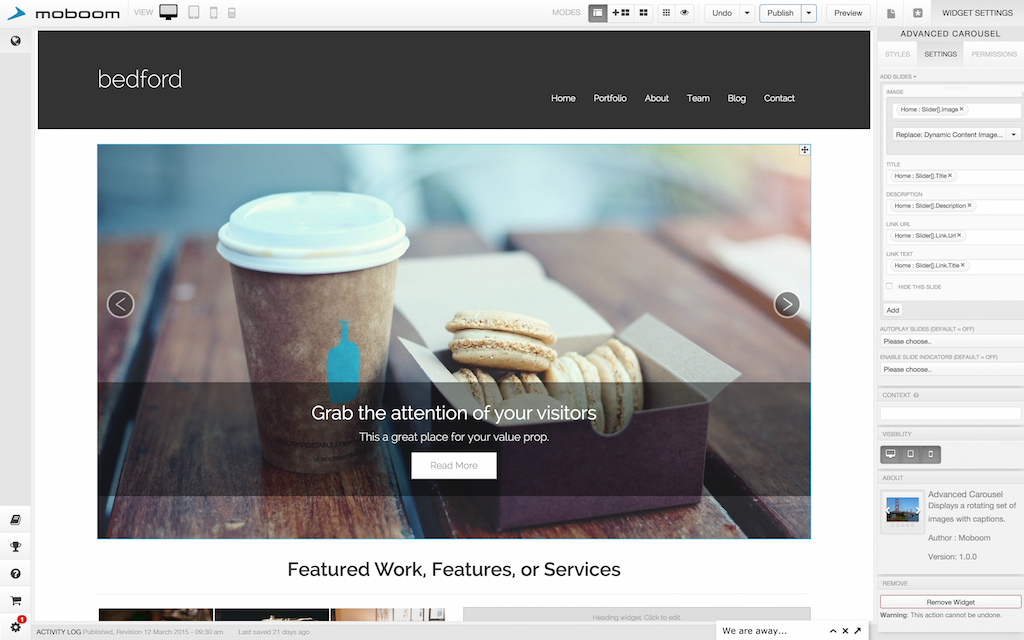 moboom
VIEW
MODES
Undo
Publish
Preview
WIDGET SETTINGS
ADVANCED CAROUSEL
STYLES
SETTINGS
PERMISSIONS
ADD SLIDES
IMAGE
Home : Slider[].Image ×
Replace: Dynamic Content Image...
TITLE
Home : Slider[].Title ×
DESCRIPTION
Home : Slider[].Description ×
LINK URL
Home : Slider[].Link.Url ×
LINK TEXT
Home : Slider[].Link.Title ×
HIDE THIS SLIDE
Add
AUTOPLAY SLIDES (DEFAULT = OFF)
Please choose..
ENABLE SLIDE INDICATORS (DEFAULT = OFF)
Please choose..
CONTEXT
VISIBILITY
ABOUT
Advanced Carousel
Displays a rotating set of
images with captions.
Author : Moboom
Version: 1.0.0
REMOVE
Remove Widget
Warning: This action cannot be undone.
bedford
Home
Portfolio
About
Team
Blog
Contact
Grab the attention of your visitors
This a great place for your value prop.
Read More
Featured Work, Features, or Services
Heading widget. Click to edit.
1
ACTIVITY LOG Published, Revision 12 March 2015 - 09:30 am
Last saved 21 days ago
We are away...